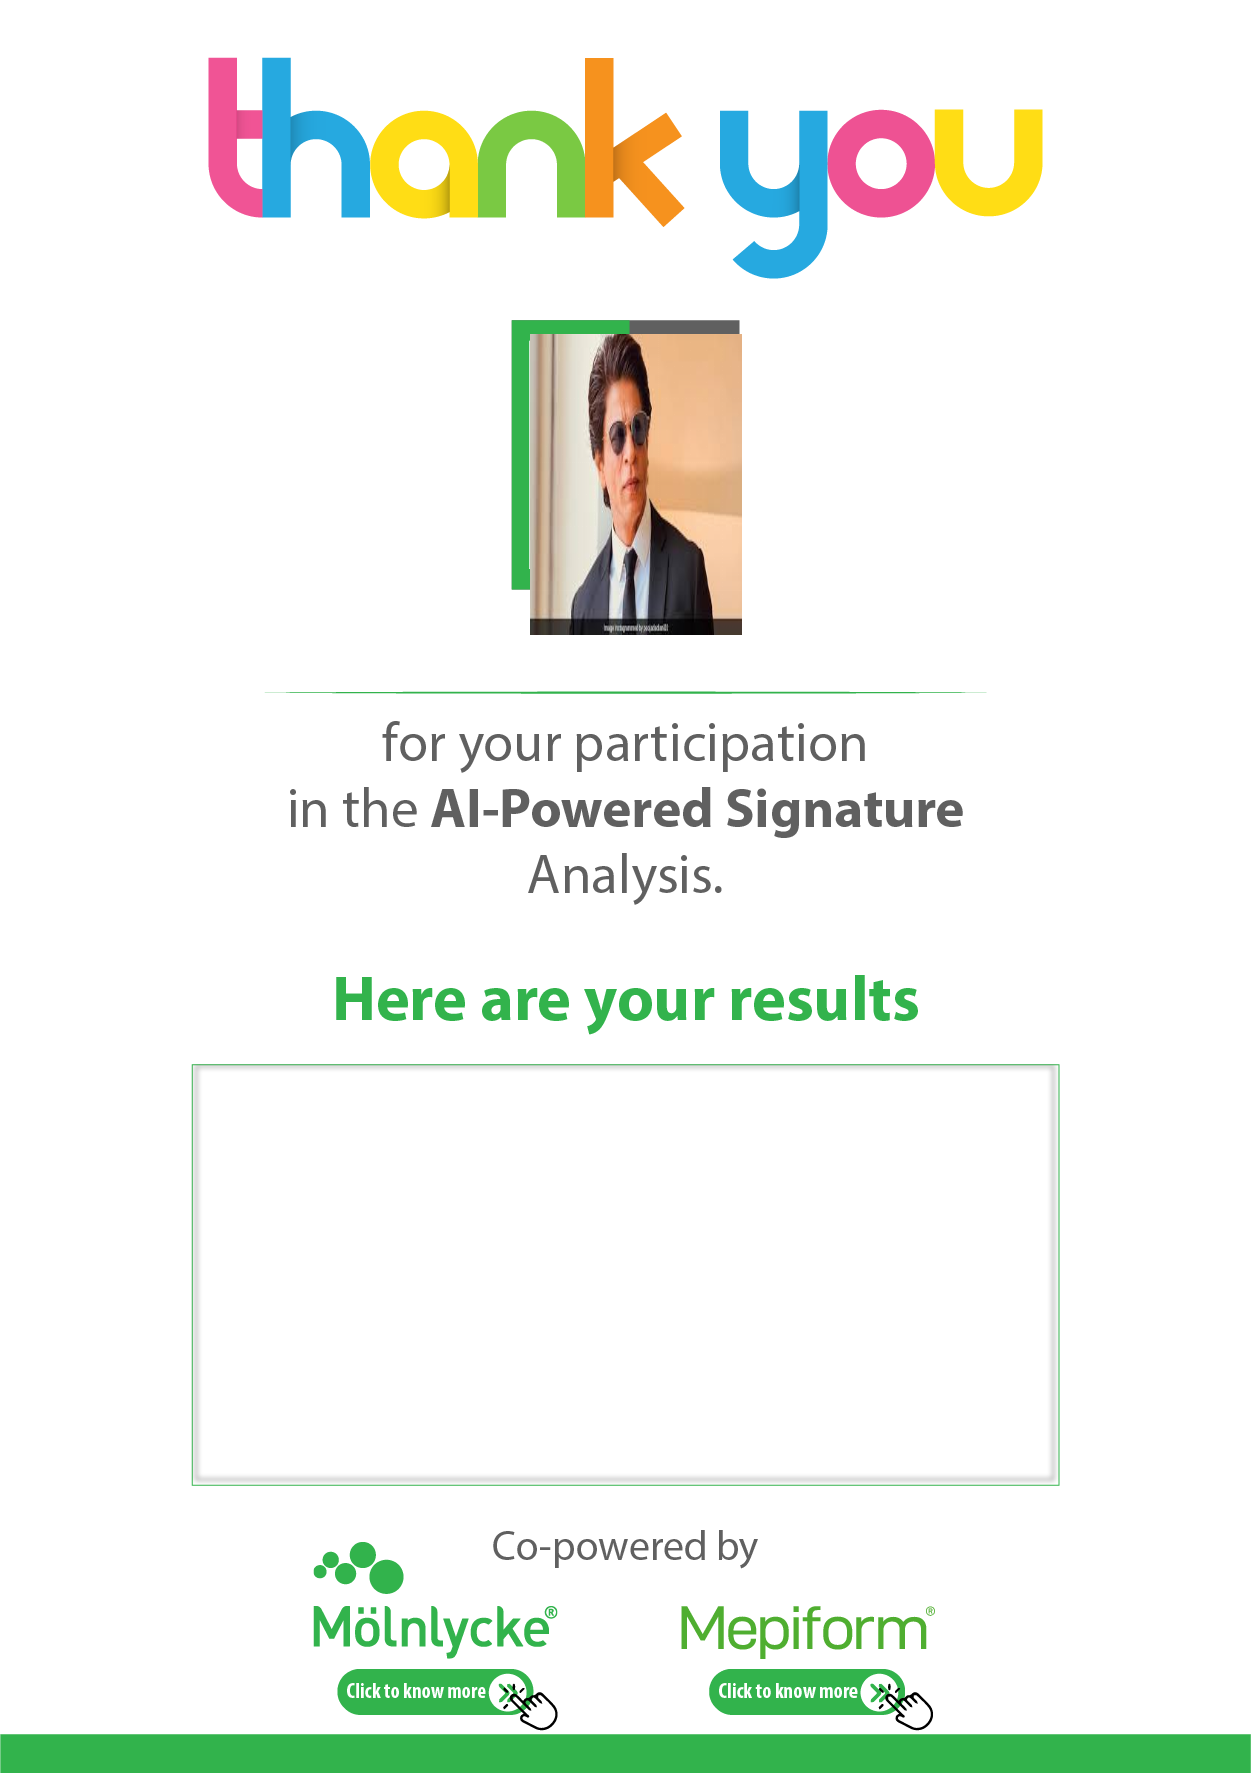 thank you
for your participation
in the AI-Powered Signature
Analysis.
Here are your results
Co-powered by
Mölnlycke®
Mepiform®
Click to know more
Click to know more